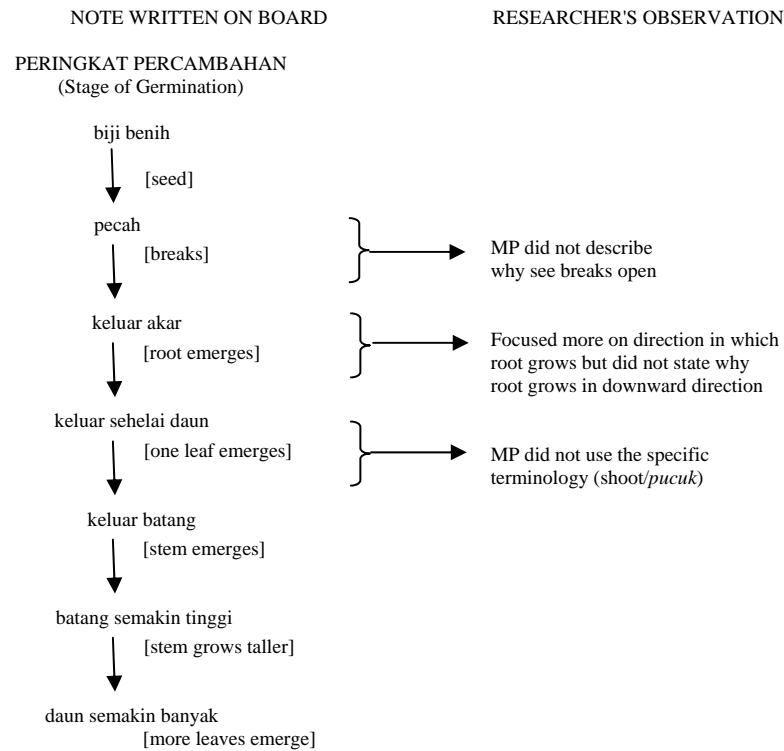 NOTE WRITTEN ON BOARD
RESEARCHER'S OBSERVATION
PERINGKAT PERCAMBAHAN
(Stage of Germination)
biji benih
[seed]
pecah
[breaks]
MP did not describe
why see breaks open
keluar akar
[root emerges]
Focused more on direction in which
root grows but did not state why
root grows in downward direction
keluar sehelai daun
[one leaf emerges]
MP did not use the specific
terminology (shoot/pucuk)
keluar batang
[stem emerges]
batang semakin tinggi
[stem grows taller]
daun semakin banyak
[more leaves emerge]